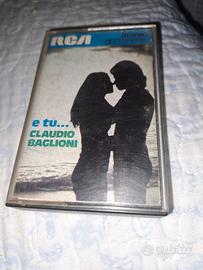 RCA
e tu...
CLAUDIO
BAGLIONI
subito